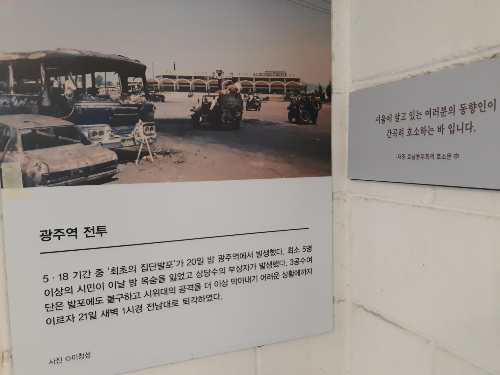 광주역 전투
5·18 기간 중 '최초의 집단발포'가 20일 밤 광주역에서 발생했다. 최소 5명
이상의 시민이 이날 밤 목숨을 잃었고 상당수의 부상자가 발생했다. 3공수여
단은 발포에도 불구하고 시위대의 공격을 더 이상 막아내기 어려운 상황에까지
이르자 21일 새벽 1시경 전남대로 퇴각하였다.
사진 ©이창성
서울에 살고 있는 여러분의 동향인이
간곡히 호소하는 바 입니다.
호소문 中